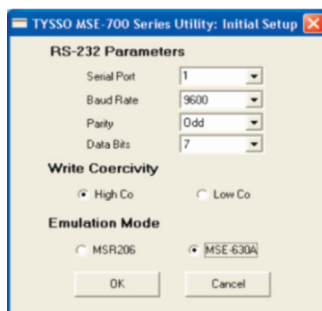 TYSSO MSE-700 Series Utility: Initial Setup
RS-232 Parameters
Serial Port 1
Baud Rate 9600
Parity Odd
Data Bits 7
Write Coercivity
High Co Low Co
Emulation Mode
MSR206 MSE-630A
OK Cancel